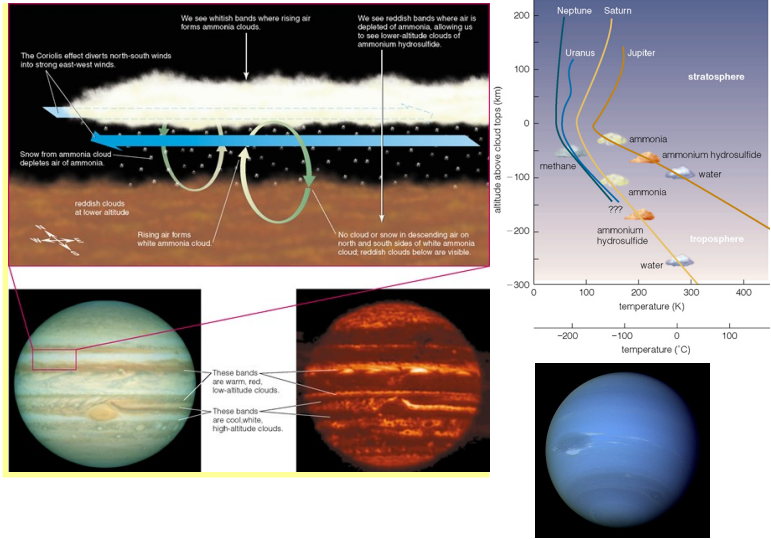 We see whitish bands where rising air
forms ammonia clouds.
We see reddish bands where air is
depleted of ammonia, allowing us
to see lower-altitude clouds of
ammonium hydrosulfide.
The Coriolis effect diverts north-south winds
into strong east-west winds.
Snow from ammonia cloud
depletes air of ammonia.
reddish clouds
at lower altitude
Rising air forms
white ammonia cloud.
No cloud or snow in descending air on
north and south sides of white ammonia
cloud; reddish clouds below are visible.
These bands
are warm, red,
low-altitude clouds.
These bands
are cool,white,
high-altitude clouds.
altitude above cloud tops (km)
200
100
0
−100
−200
−300
Neptune
Saturn
Uranus
Jupiter
stratosphere
ammonia
ammonium hydrosulfide
methane
water
ammonia
???
ammonium
hydrosulfide
troposphere
water
0
100
200
300
400
temperature (K)
−200
−100
0
100
temperature (˚C)